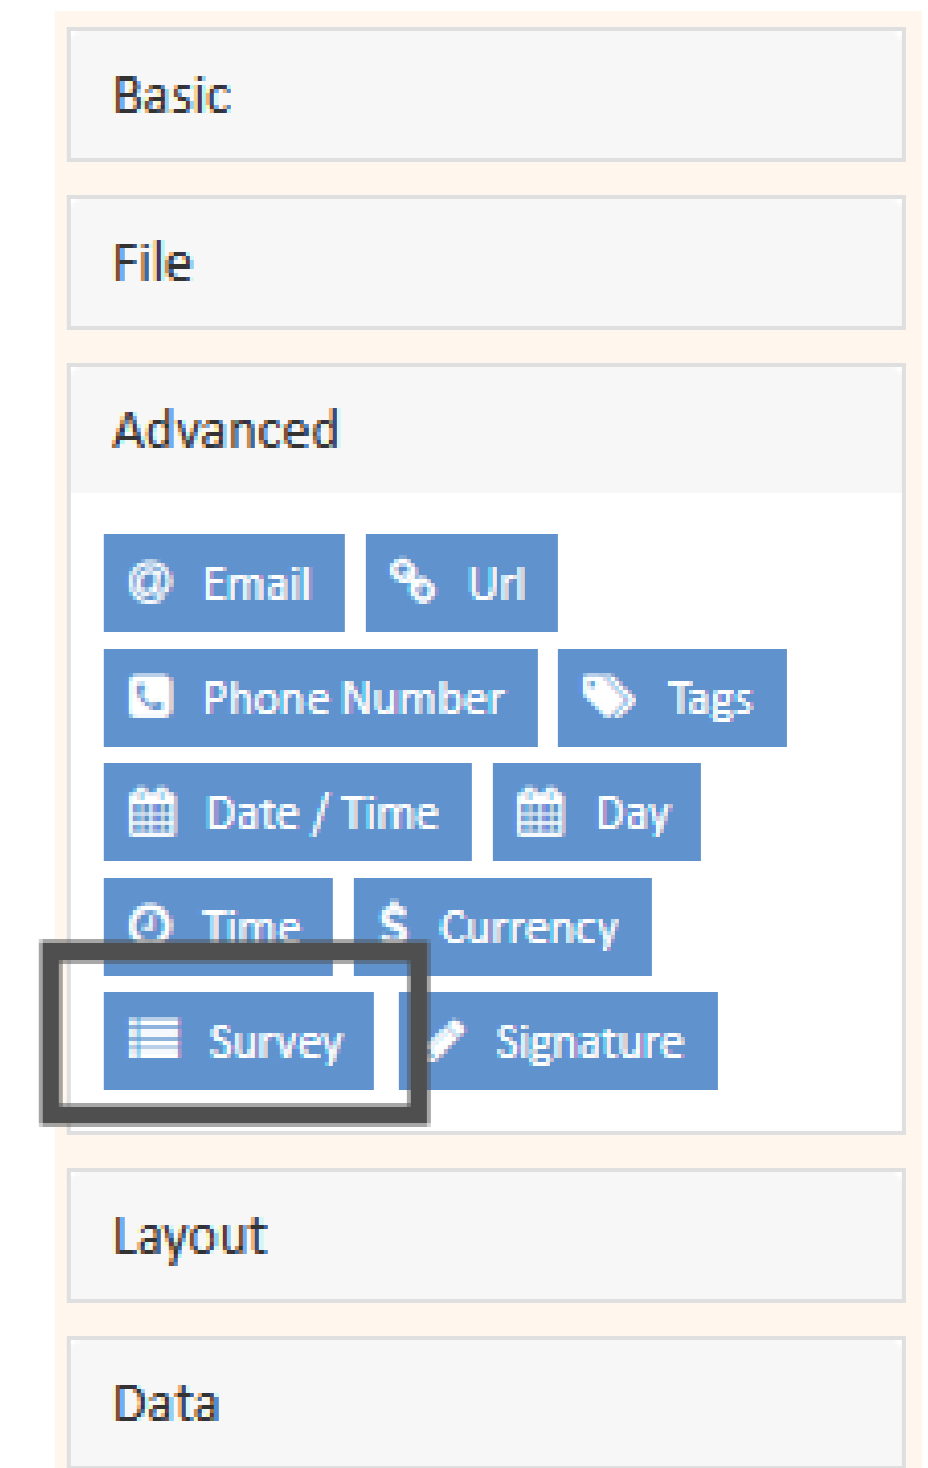 Basic
File
Advanced
@ Email Url
Phone Number Tags
Date / Time Day
Time $ Currency
Survey Signature
Layout
Data